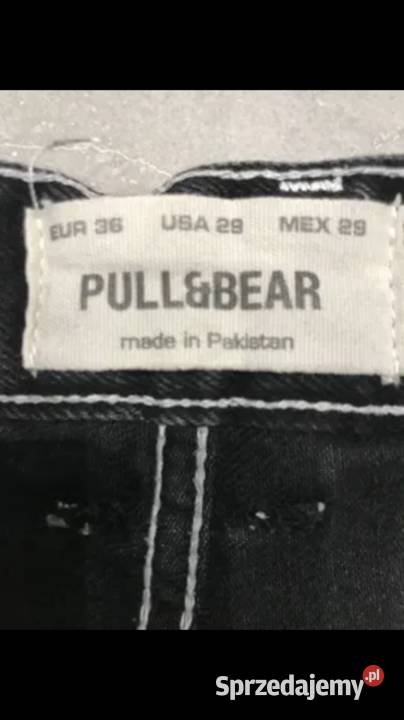 EUR 36 USA 29 MEX 29
PULL&BEAR
made in Pakistan
Sprzedajemy.pl